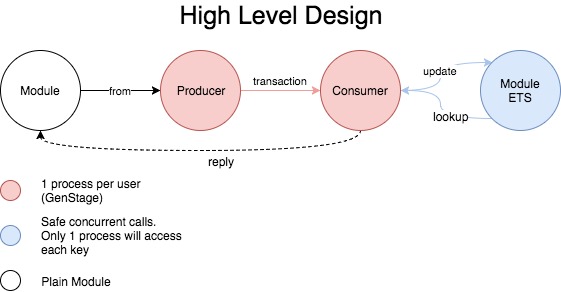 High Level Design
Module
from
Producer
transaction
Consumer
update
lookup
Module
ETS
reply
1 process per user
(GenStage)
Safe concurrent calls.
Only 1 process will access
each key
Plain Module